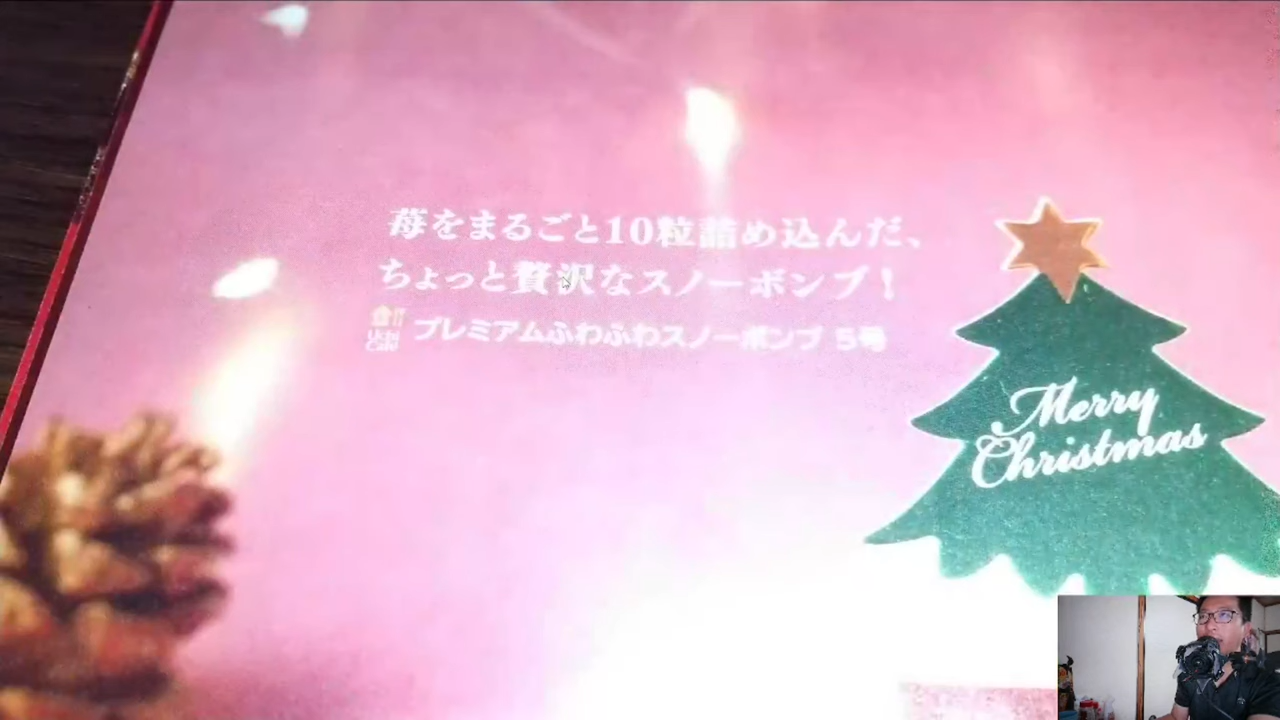 苺をまるごと10粒詰め込んだ、
ちょっと贅沢なスノーボンブ！
Uchi Café
プレミアムふわふわスノーボンブ 5号
Merry
Christmas